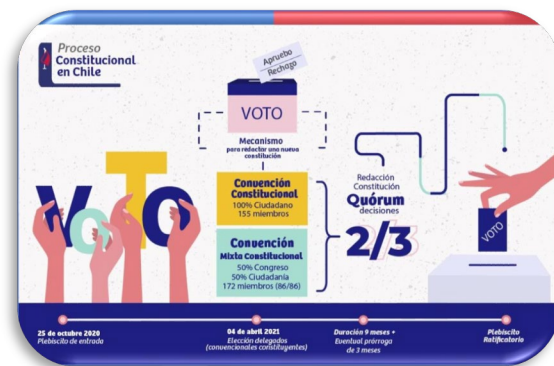 Proceso
Constitucional
en Chile
Apruebo
Rechazo
VOTO
Mecanismo
para redactar una nueva
constitución
Convención
Constitucional
100% Ciudadano
155 miembros
Convención
Mixta Constitucional
50% Congreso
50% Ciudadanía
172 miembros (86/86)
Redacción
Constitución
Quórum
decisiones
2/3
VOTO
VOTO
25 de octubre 2020
Plebiscito de entrada
04 de abril 2021
Elección delegados
(convencionales constituyentes)
Duración 9 meses +
Eventual prórroga
de 3 meses
Plebiscito
Ratificatorio